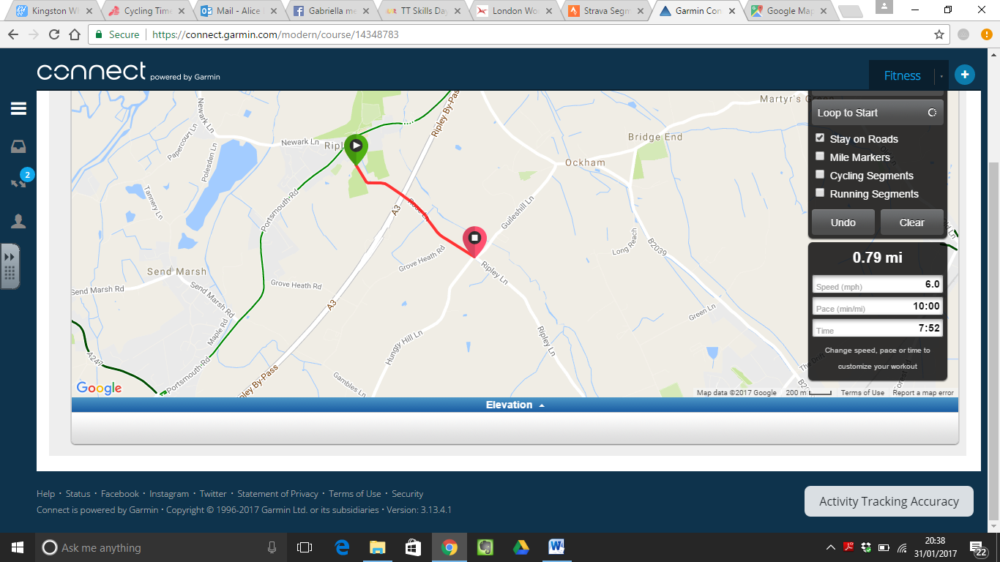 Kingston Wh
Cycling Time
Mail - Alice
Gabriella me
TT Skills Day
London Wo
Strava Segm
Garmin Con
Google Map
Secure
https://connect.garmin.com/modern/course/14348783
connect powered by Garmin
Fitness
2
Newark Ln
Newark Ln
Papercourt Ln
Polesden Ln
Tannery Ln
Portsmouth Rd
Ripley By-Pass
Martyr's Green
Bridge End
Ockham
Guileshill Ln
A3
Rose Ln
Long Reach
B2039
Grove Heath Rd
Ripley Ln
Send Marsh
Grove Heath Rd
Send Marsh Rd
Send Marsh Rd
A3
Green Ln
Maple Rd
Hungry Hill Ln
Ripley Ln
A247
Portsmouth Rd
Ripley By-Pass
Gambles Ln
Google
Map data ©2017 Google
200 m
Terms of Use
Report a map error
Loop to Start
Stay on Roads
Mile Markers
Cycling Segments
Running Segments
Undo
Clear
0.79 mi
Speed (mph) 6.0
Pace (min/mi) 10:00
Time 7:52
Change speed, pace or time to
customize your workout
Elevation
Help • Status • Facebook • Instagram • Twitter • Statement of Privacy • Terms of Use • Security
Connect is powered by Garmin • Copyright © 1996-2017 Garmin Ltd. or its subsidiaries • Version: 3.13.4.1
Activity Tracking Accuracy
Ask me anything
20:38
31/01/2017
22